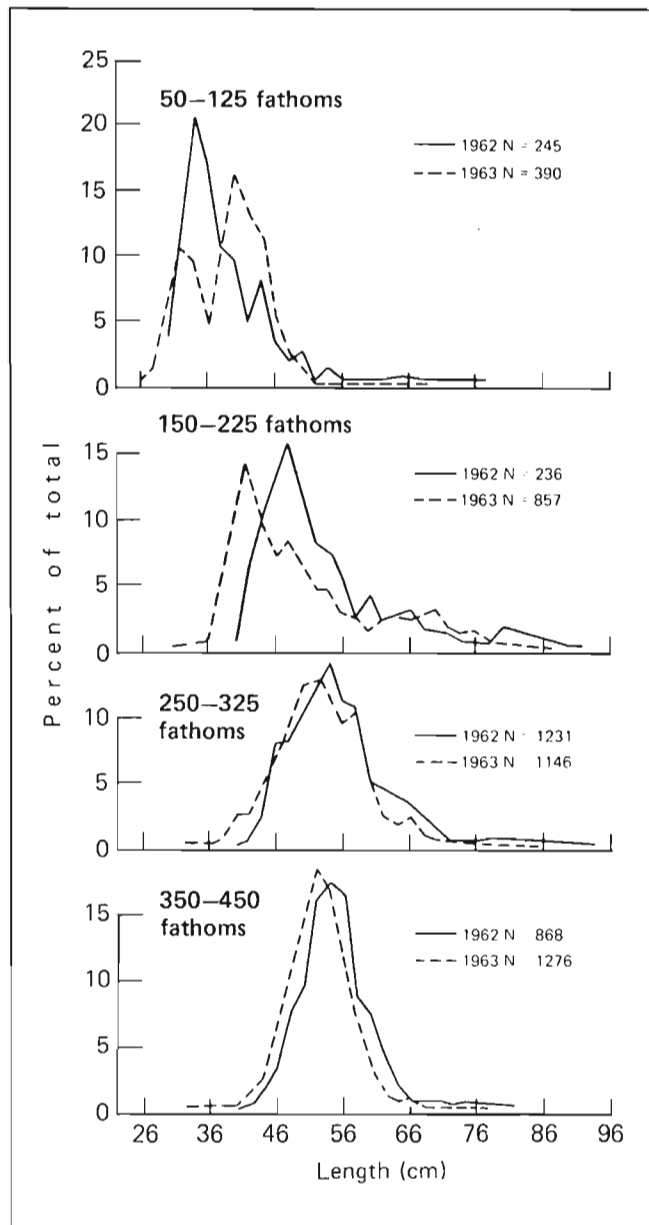 25
50–125 fathoms
20
1962 N = 245
1963 N = 390
15
10
5
0
150–225 fathoms
15
1962 N = 236
1963 N = 857
10
5
0
250–325
fathoms
10
1962 N 1231
1963 N 1146
5
0
350–450
fathoms
15
1962 N 868
1963 N 1276
10
5
0
26 36 46 56 66 76 86 96
Length (cm)
Percent of total